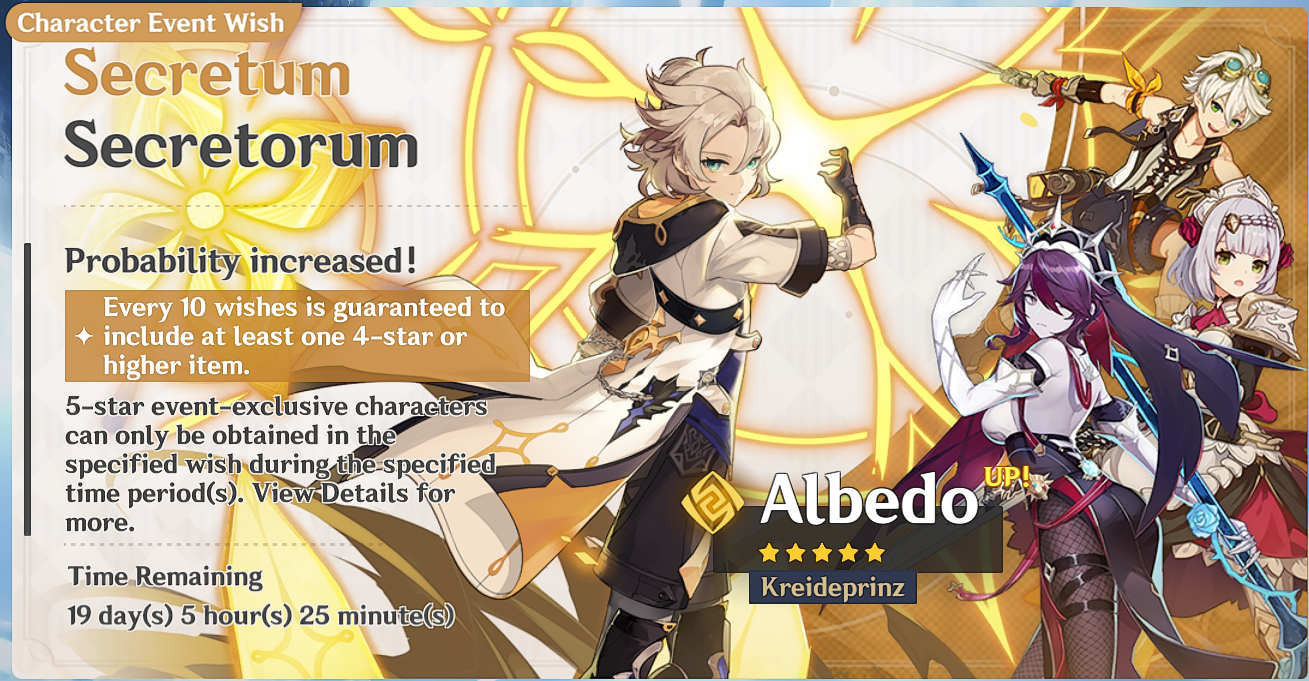 Character Event Wish
Secretum
Secretorum
Probability increased!
Every 10 wishes is guaranteed to
include at least one 4-star or
higher item.
5-star event-exclusive characters
can only be obtained in the
specified wish during the specified
time period(s). View Details for
more.
Time Remaining
19 day(s) 5 hour(s) 25 minute(s)
Albedo UP!
Kreideprinz